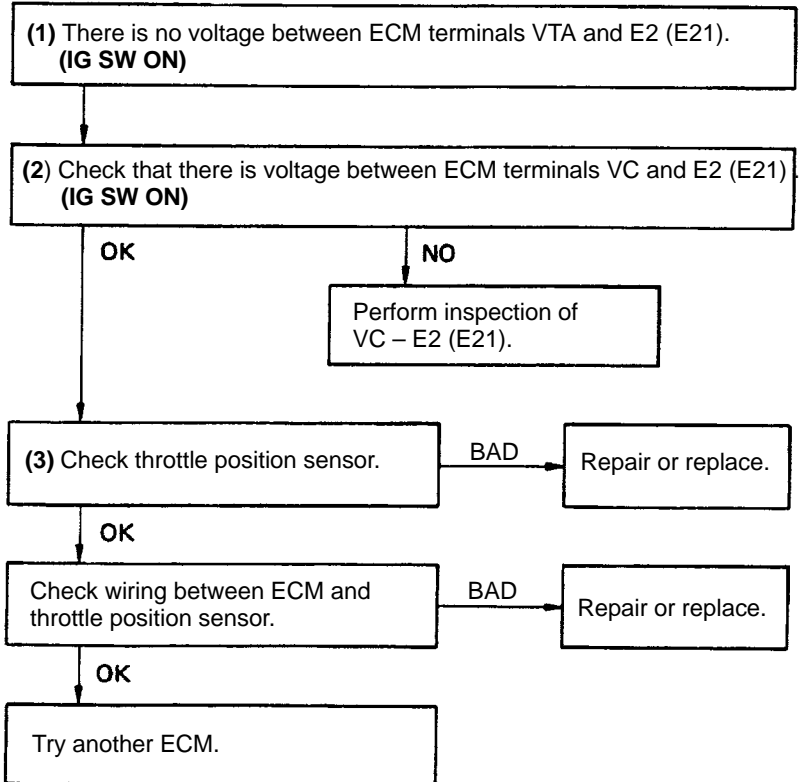 (1) There is no voltage between ECM terminals VTA and E2 (E21).
(IG SW ON)
(2) Check that there is voltage between ECM terminals VC and E2 (E21).
(IG SW ON)
OK
NO
Perform inspection of
VC – E2 (E21).
(3) Check throttle position sensor.
BAD
Repair or replace.
OK
Check wiring between ECM and
throttle position sensor.
BAD
Repair or replace.
OK
Try another ECM.